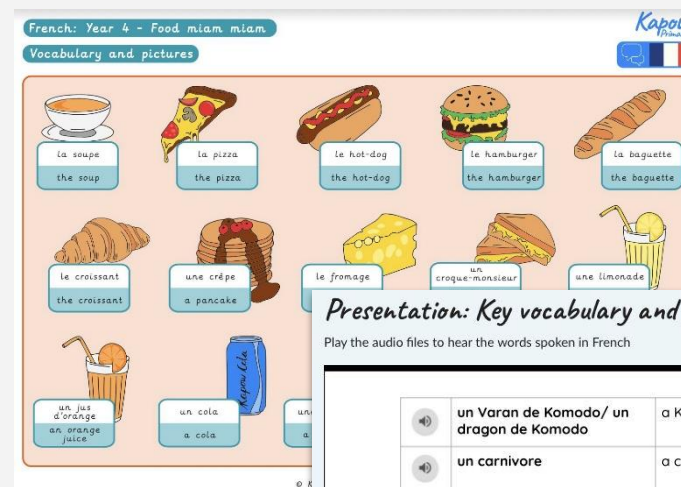 French: Year 4 - Food miam miam
Vocabulary and pictures
Kapow
Primary
la soupe
the soup
la pizza
the pizza
le hot-dog
the hot-dog
le hamburger
the hamburger
la baguette
the baguette
le croissant
the croissant
une crêpe
a pancake
le fromage
un
croque-monsieur
une limonade
un jus
d'orange
an orange
juice
Kapow Cola
un cola
a cola
un
a
Presentation: Key vocabulary and
Play the audio files to hear the words spoken in French
un Varan de Komodo/ un
dragon de Komodo
a K
un carnivore
a c
© K